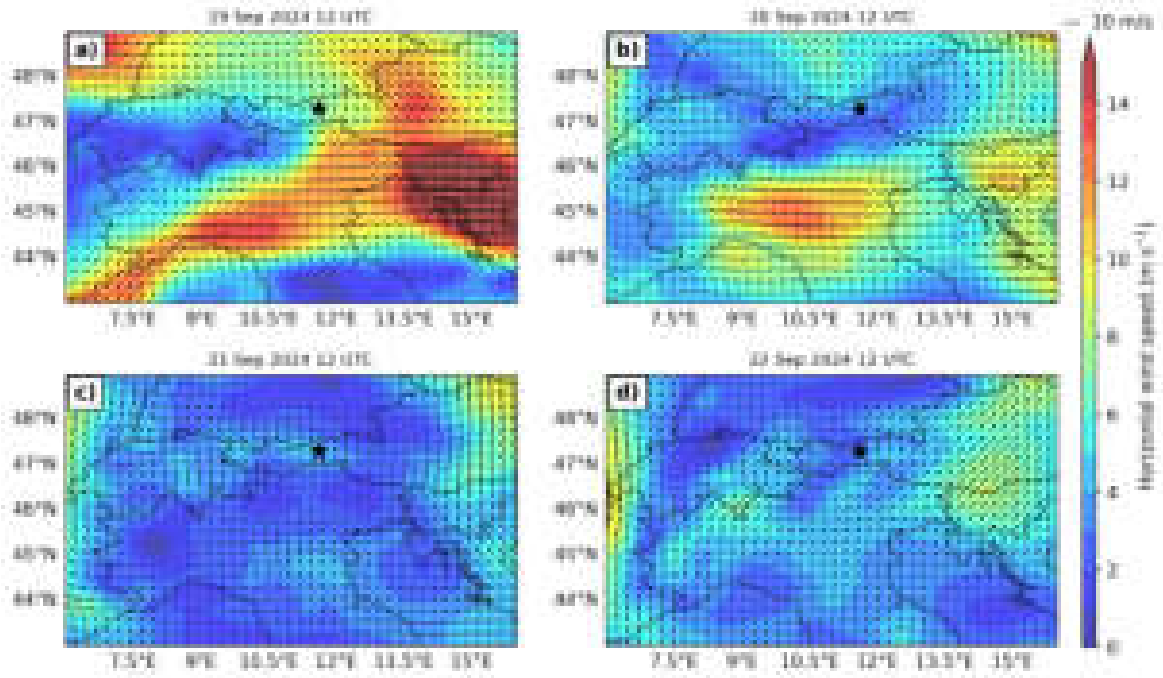 19 Sep 2024 12 UTC
20 Sep 2024 12 UTC
10 m/s
a)
b)
48°N
47°N
46°N
45°N
44°N
48°N
47°N
46°N
45°N
44°N
7.5°E 9°E 10.5°E 12°E 13.5°E 15°E
7.5°E 9°E 10.5°E 12°E 13.5°E 15°E
21 Sep 2024 12 UTC
22 Sep 2024 12 UTC
c)
d)
48°N
47°N
46°N
45°N
44°N
48°N
47°N
46°N
45°N
44°N
7.5°E 9°E 10.5°E 12°E 13.5°E 15°E
7.5°E 9°E 10.5°E 12°E 13.5°E 15°E
14
12
10
8
6
4
2
0
Horizontal wind speed (m s⁻¹)